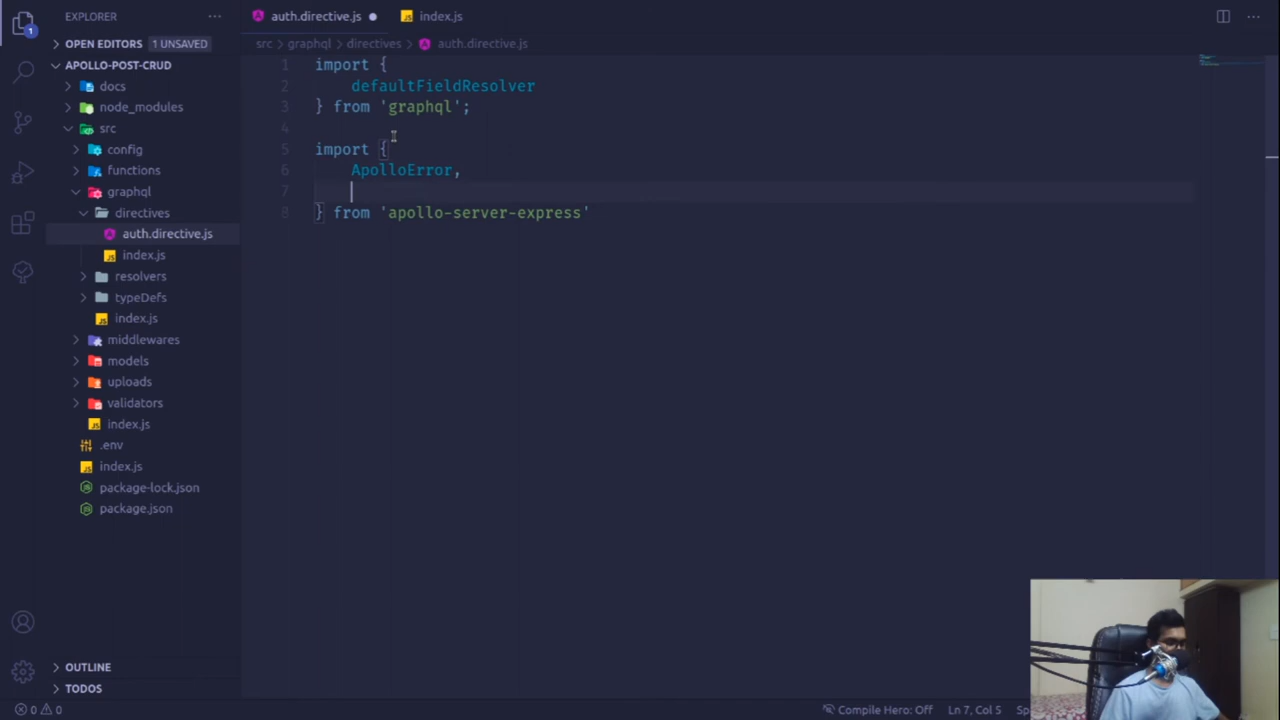 EXPLORER
auth.directive.js
index.js
OPEN EDITORS 1 UNSAVED
src graphql directives auth.directive.js
APOLLO-POST-CRUD
docs
node_modules
src
config
functions
graphql
directives
auth.directive.js
index.js
resolvers
typeDefs
index.js
middlewares
models
uploads
validators
index.js
.env
index.js
package-lock.json
package.json
OUTLINE
TODOS
1
1 import {
2 defaultFieldResolver
3 } from 'graphql';
4
5 import {
6 ApolloError,
7
8 } from 'apollo-server-express'
0 0 Compile Hero: Off Ln 7, Col 5